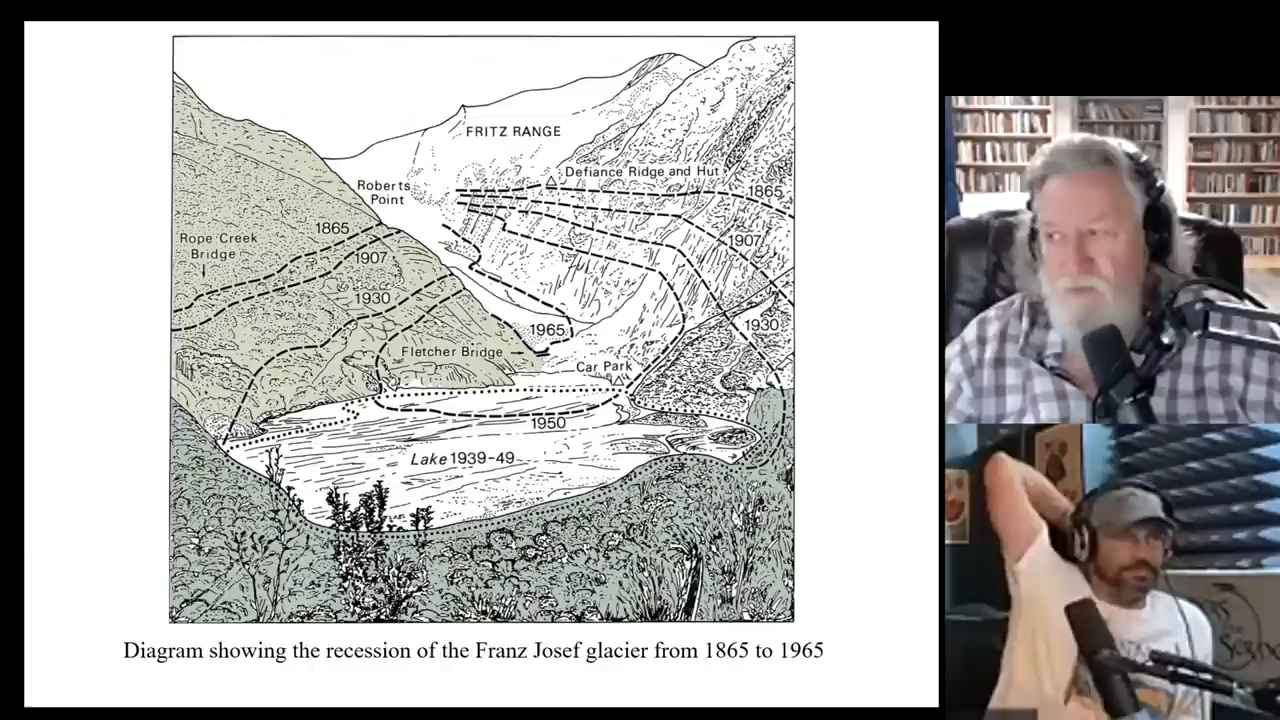 FRITZ RANGE
Defiance Ridge and Hut
Roberts
Point
1865
1865
Rope Creek
Bridge
1907
1907
1930
1930
1965
Fletcher Bridge
Car Park
1950
Lake 1939-49
Diagram showing the recession of the Franz Josef glacier from 1865 to 1965